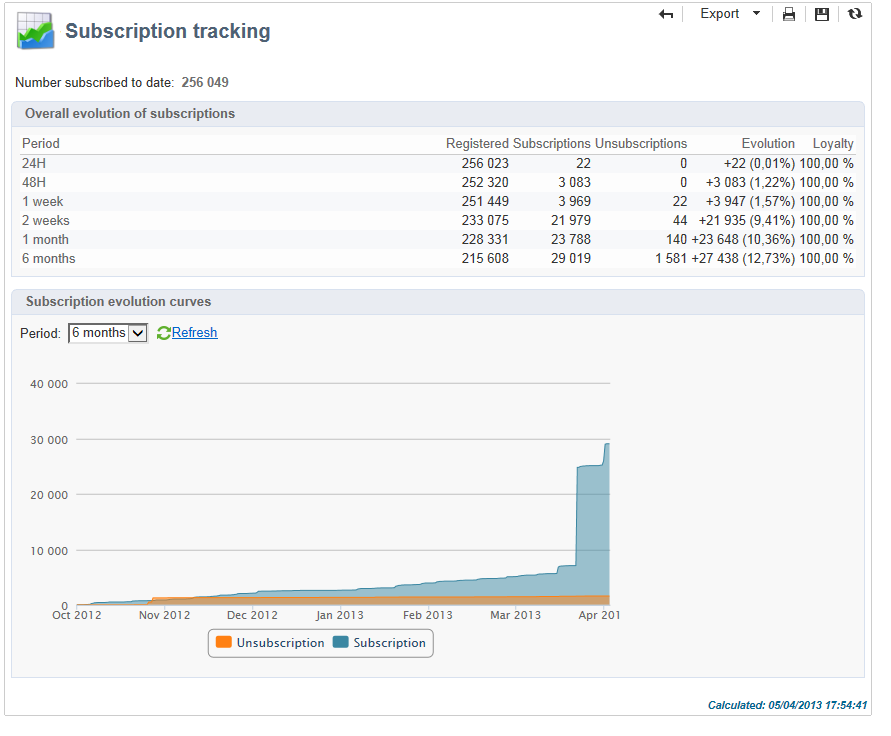 Export
Subscription tracking
Number subscribed to date: 256 049
Overall evolution of subscriptions
Period Registered Subscriptions Unsubscriptions Evolution Loyalty
24H 256 023 22 0 +22 (0,01%) 100,00 %
48H 252 320 3 083 0 +3 083 (1,22%) 100,00 %
1 week 251 449 3 969 22 +3 947 (1,57%) 100,00 %
2 weeks 233 075 21 979 44 +21 935 (9,41%) 100,00 %
1 month 228 331 23 788 140 +23 648 (10,36%) 100,00 %
6 months 215 608 29 019 1 581 +27 438 (12,73%) 100,00 %
Subscription evolution curves
Period: 6 months Refresh
40 000
30 000
20 000
10 000
0
Oct 2012 Nov 2012 Dec 2012 Jan 2013 Feb 2013 Mar 2013 Apr 201
Unsubscription Subscription
Calculated: 05/04/2013 17:54:41